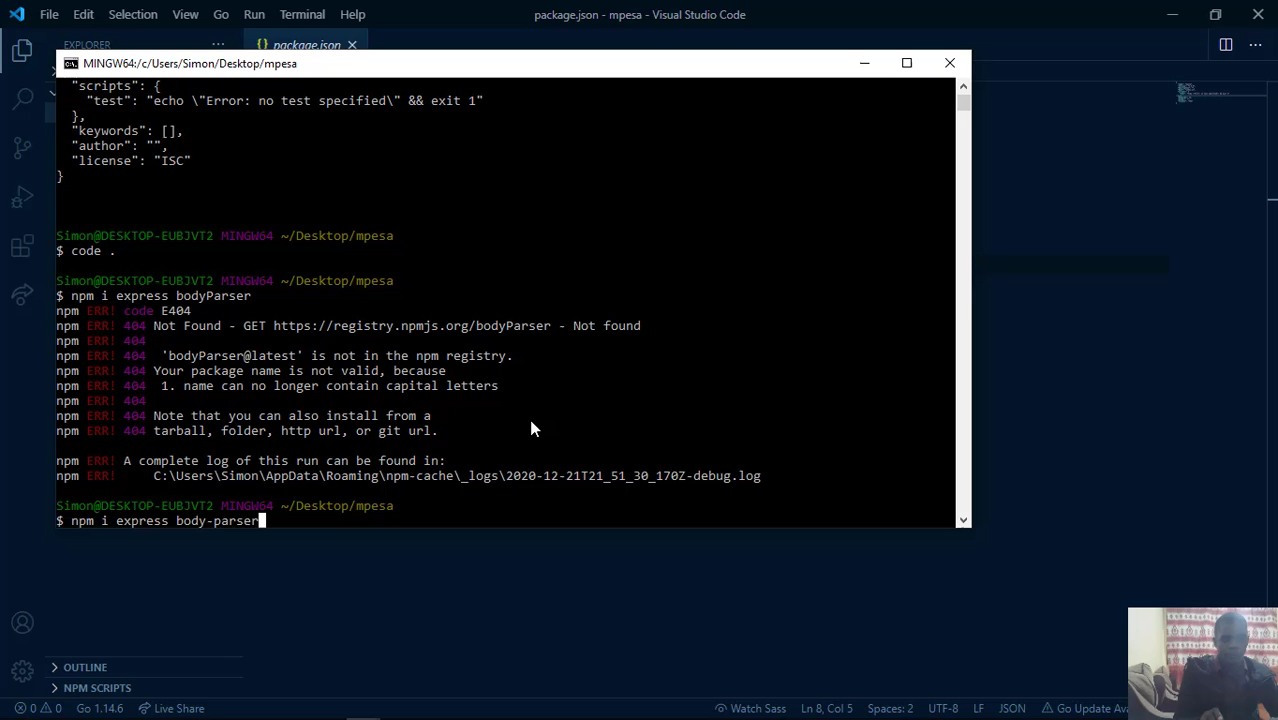 File Edit Selection View Go Run Terminal Help
package.json - mpesa - Visual Studio Code
EXPLORER
{} package.json
MINGW64:/c/Users/Simon/Desktop/mpesa
"scripts": {
"test": "echo \"Error: no test specified\" && exit 1"
},
"keywords": [],
"author": "",
"license": "ISC"
}
Simon@DESKTOP-EUBJVT2 MINGW64 ~/Desktop/mpesa
$ code .
Simon@DESKTOP-EUBJVT2 MINGW64 ~/Desktop/mpesa
$ npm i express bodyParser
npm ERR! code E404
npm ERR! 404 Not Found - GET https://registry.npmjs.org/bodyParser - Not found
npm ERR! 404
npm ERR! 404  'bodyParser@latest' is not in the npm registry.
npm ERR! 404 Your package name is not valid, because
npm ERR! 404  1. name can no longer contain capital letters
npm ERR! 404
npm ERR! 404 Note that you can also install from a
npm ERR! 404 tarball, folder, http url, or git url.
npm ERR! A complete log of this run can be found in:
npm ERR!     C:\Users\Simon\AppData\Roaming\npm-cache\_logs\2020-12-21T21_51_30_170Z-debug.log
Simon@DESKTOP-EUBJVT2 MINGW64 ~/Desktop/mpesa
$ npm i express body-parser
OUTLINE
NPM SCRIPTS
0 0 Go 1.14.6 Live Share Watch Sass Ln 8, Col 5 Spaces: 2 UTF-8 LF JSON Go Update Ava